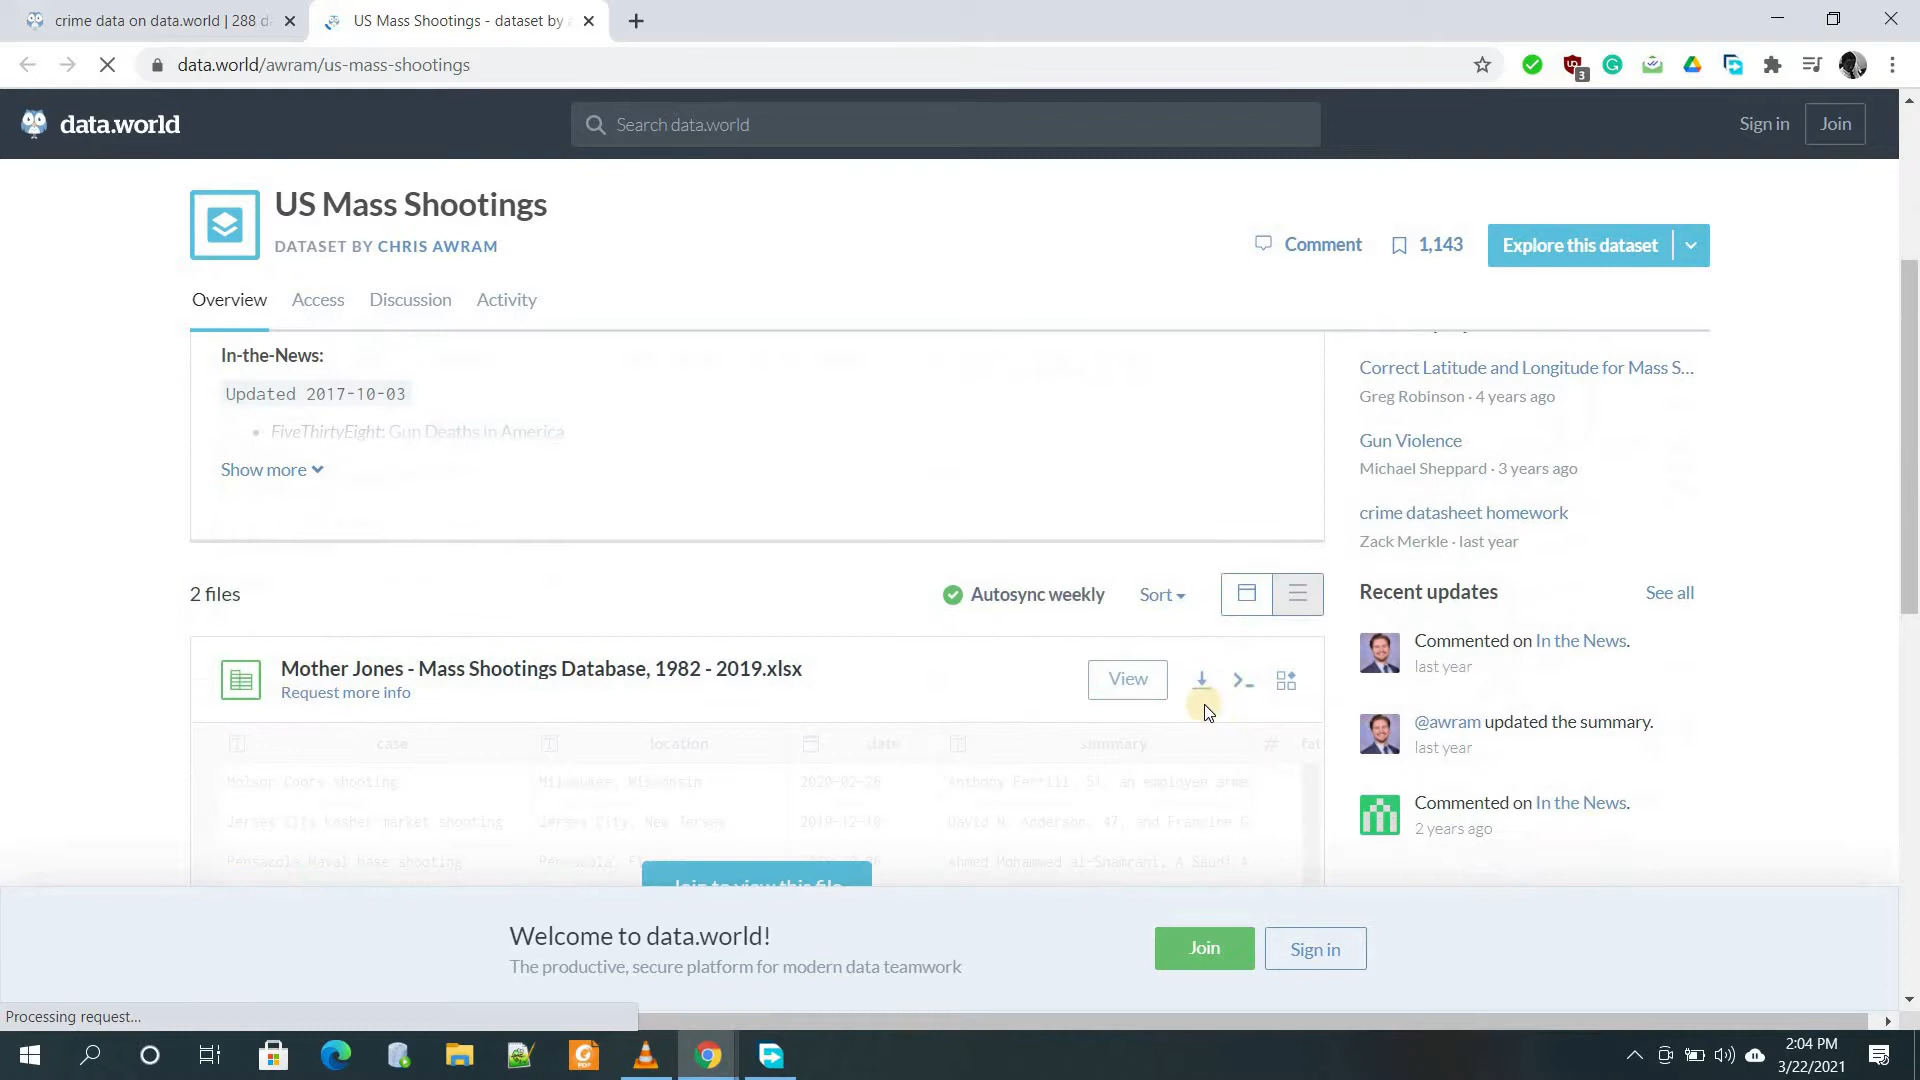 crime data on data.world | 288 d
US Mass Shootings - dataset by
data.world/awram/us-mass-shootings
3
data.world
Search data.world
Sign in
Join
US Mass Shootings
DATASET BY CHRIS AWRAM
Comment
1,143
Explore this dataset
Overview
Access
Discussion
Activity
In-the-News:
Updated 2017-10-03
• FiveThirtyEight: Gun Deaths in America
Show more
Correct Latitude and Longitude for Mass S...
Greg Robinson · 4 years ago
Gun Violence
Michael Sheppard · 3 years ago
crime datasheet homework
Zack Merkle · last year
2 files
Autosync weekly
Sort
Recent updates
See all
Mother Jones - Mass Shootings Database, 1982 - 2019.xlsx
Request more info
View
Commented on In the News.
last year
@awram updated the summary.
last year
Commented on In the News.
2 years ago
case
location
date
summary
#
fat
Molson Coors shooting
Milwaukee, Wisconsin
2020-02-26
Anthony Ferrill, 51, an employee arme
Jersey City kosher market shooting
Jersey City, New Jersey
2019-12-10
David N. Anderson, 47, and Francine G
Pensacola Naval base shooting
Ahmed Mohammed al-Shamrani, A Saudi A
Join to view this file
Welcome to data.world!
The productive, secure platform for modern data teamwork
Join
Sign in
Processing request...
2:04 PM
3/22/2021